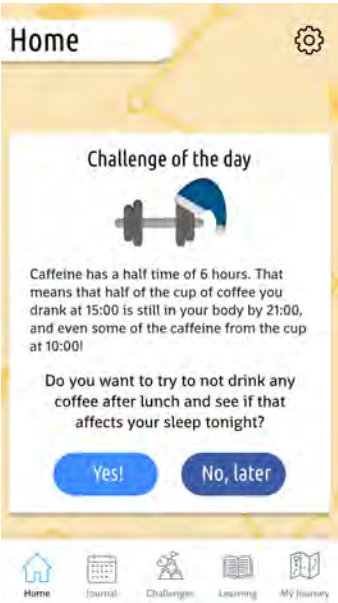 Home
Challenge of the day
Caffeine has a half time of 6 hours. That
means that half of the cup of coffee you
drank at 15:00 is still in your body by 21:00,
and even some of the caffeine from the cup
at 10:00!
Do you want to try to not drink any
coffee after lunch and see if that
affects your sleep tonight?
Yes! No, later
Home Journal Challenges Learning My Journey